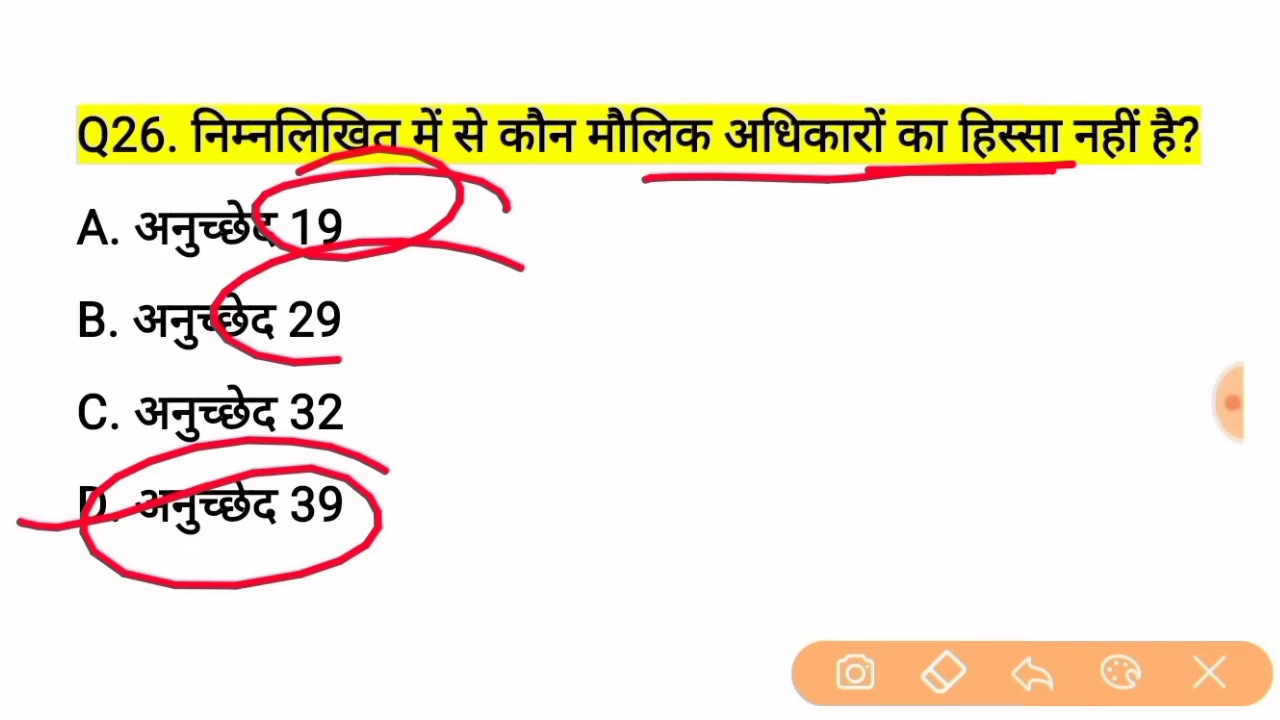 Q26. निम्नलिखित में से कौन मौलिक अधिकारों का हिस्सा नहीं है?
A. अनुच्छेद 19
B. अनुच्छेद 29
C. अनुच्छेद 32
D. अनुच्छेद 39